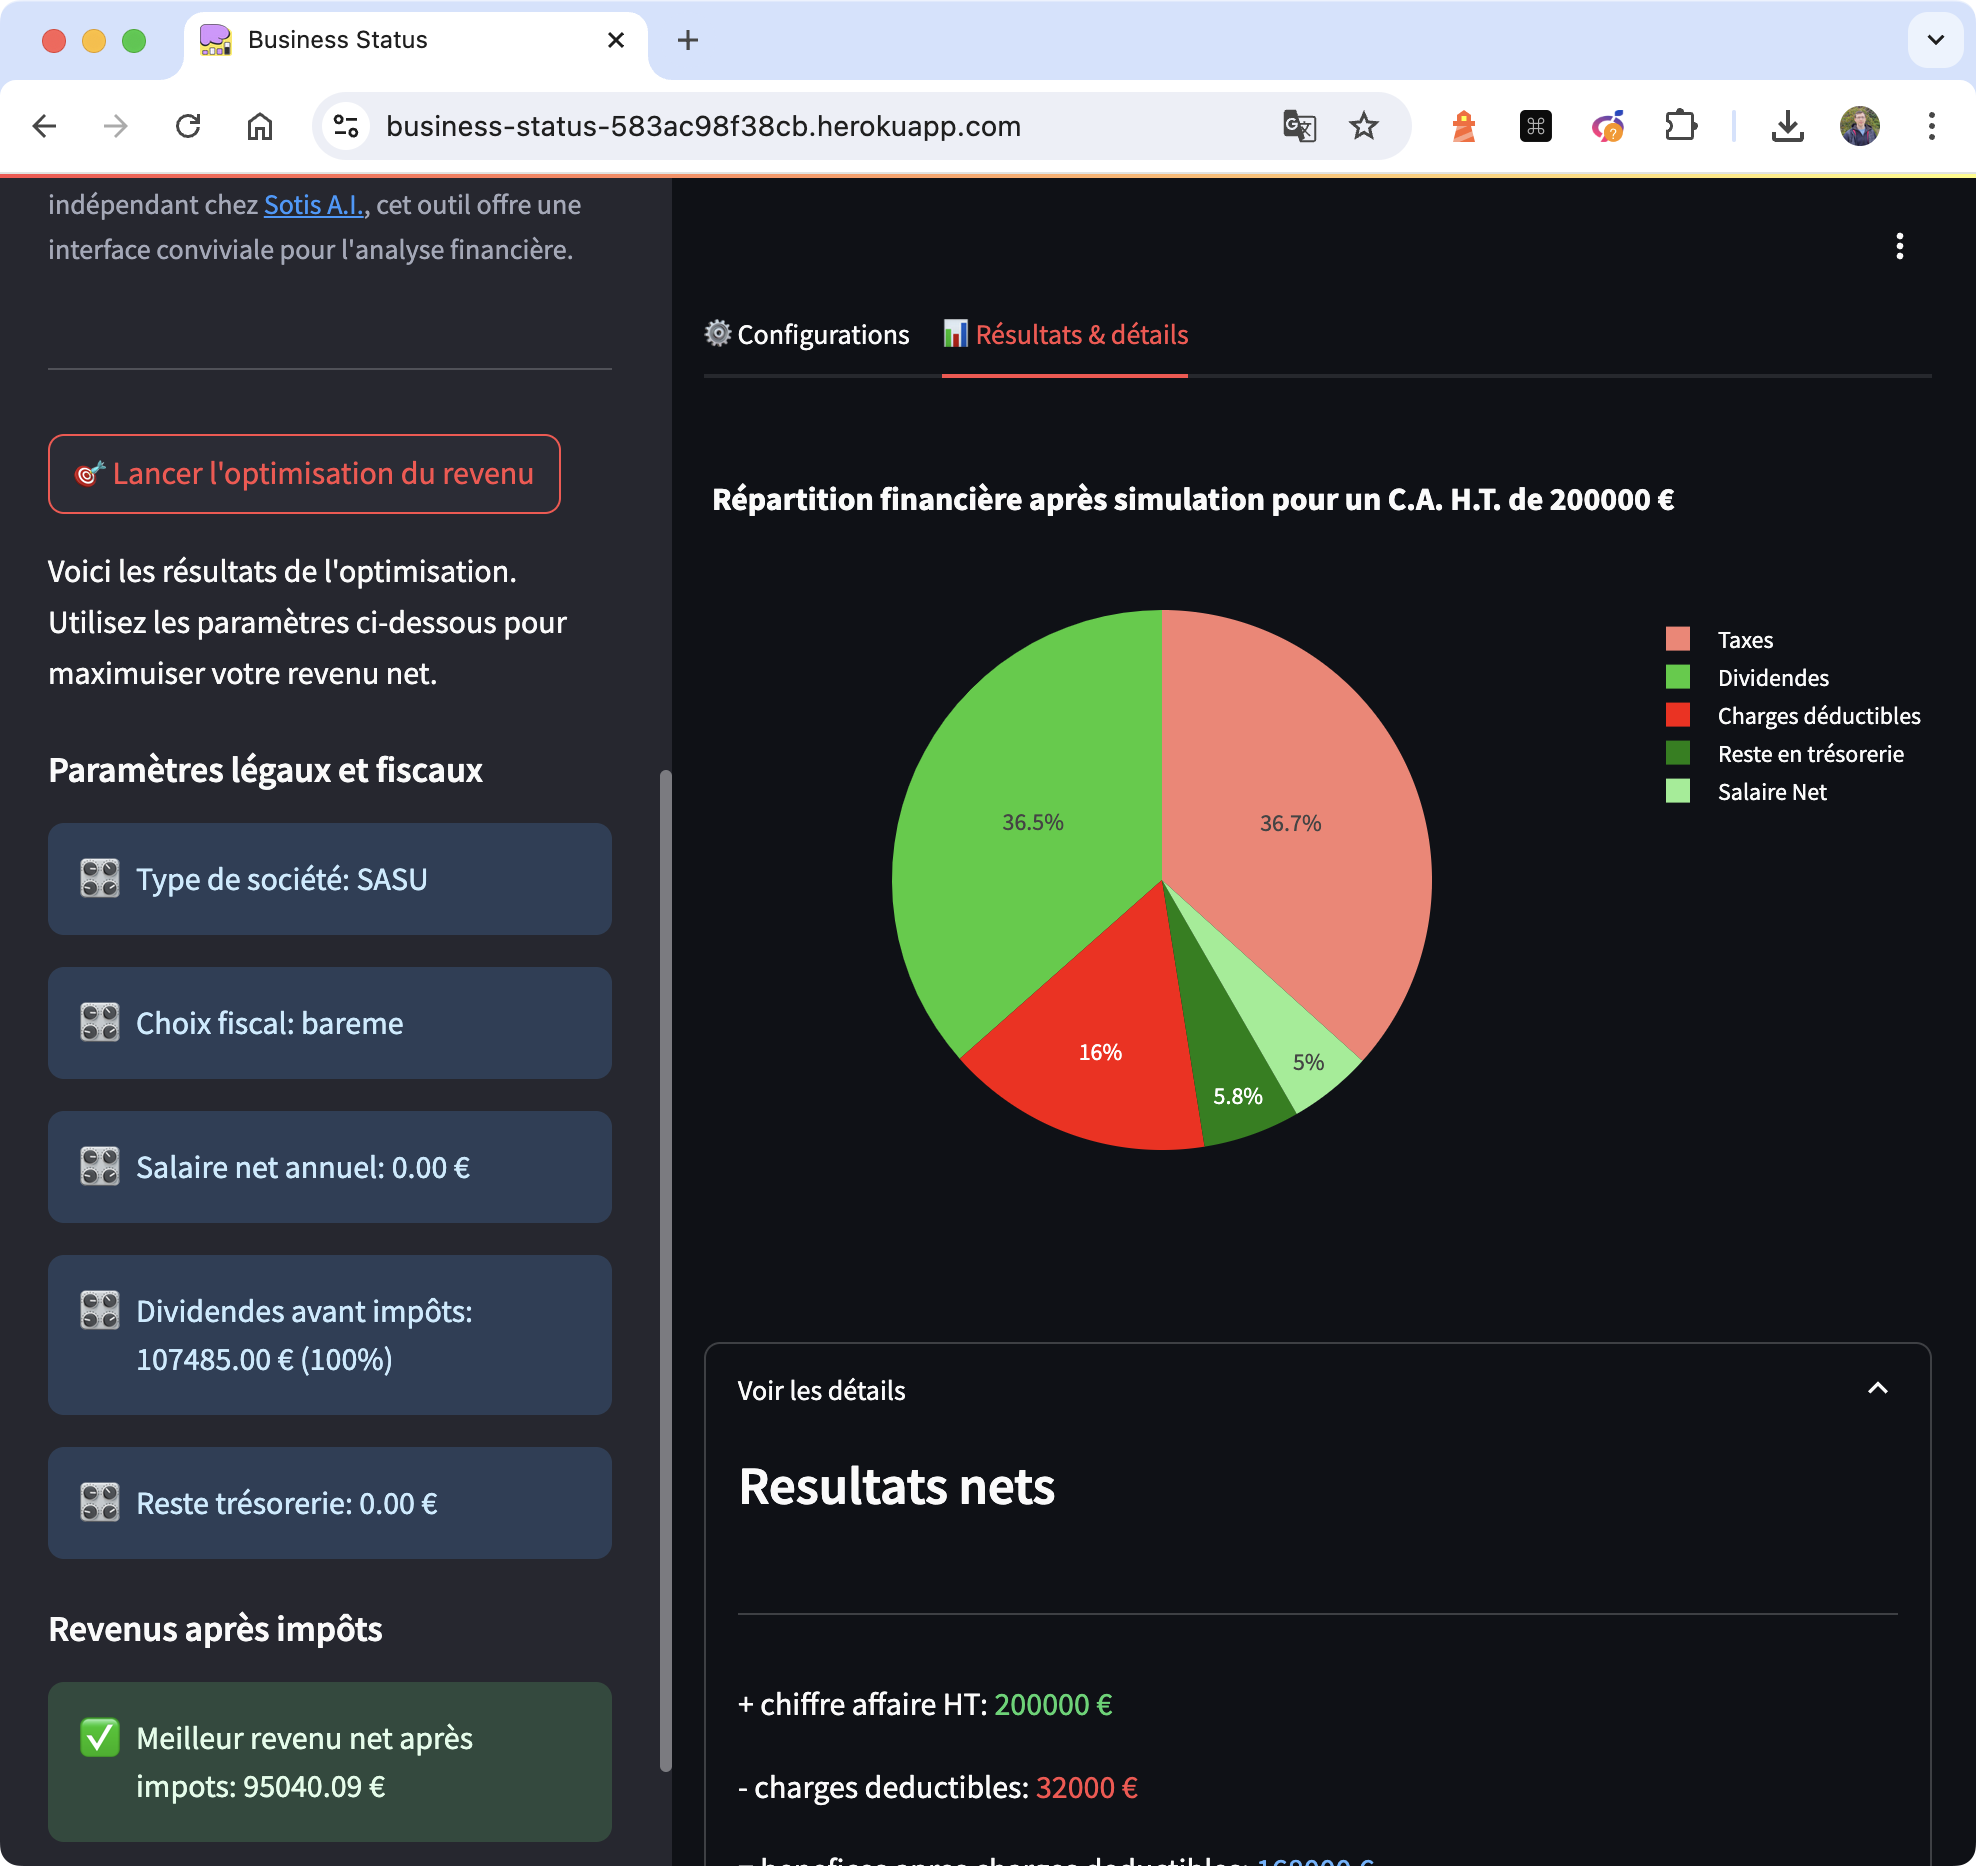 Business Status
business-status-583ac98f38cb.herokuapp.com
indépendant chez Sotis A.I., cet outil offre une
interface conviviale pour l'analyse financière.
Lancer l'optimisation du revenu
Voici les résultats de l'optimisation.
Utilisez les paramètres ci-dessous pour
maximuiser votre revenu net.
Paramètres légaux et fiscaux
Type de société: SASU
Choix fiscal: bareme
Salaire net annuel: 0.00 €
Dividendes avant impôts:
107485.00 € (100%)
Reste trésorerie: 0.00 €
Revenus après impôts
Meilleur revenu net après
impots: 95040.09 €
Configurations
Résultats & détails
Répartition financière après simulation pour un C.A. H.T. de 200000 €
36.5%
36.7%
16%
5.8%
5%
Taxes
Dividendes
Charges déductibles
Reste en trésorerie
Salaire Net
Voir les détails
Resultats nets
+ chiffre affaire HT: 200000 €
- charges deductibles: 32000 €
= benefices apres charges deductibles: 168000 €